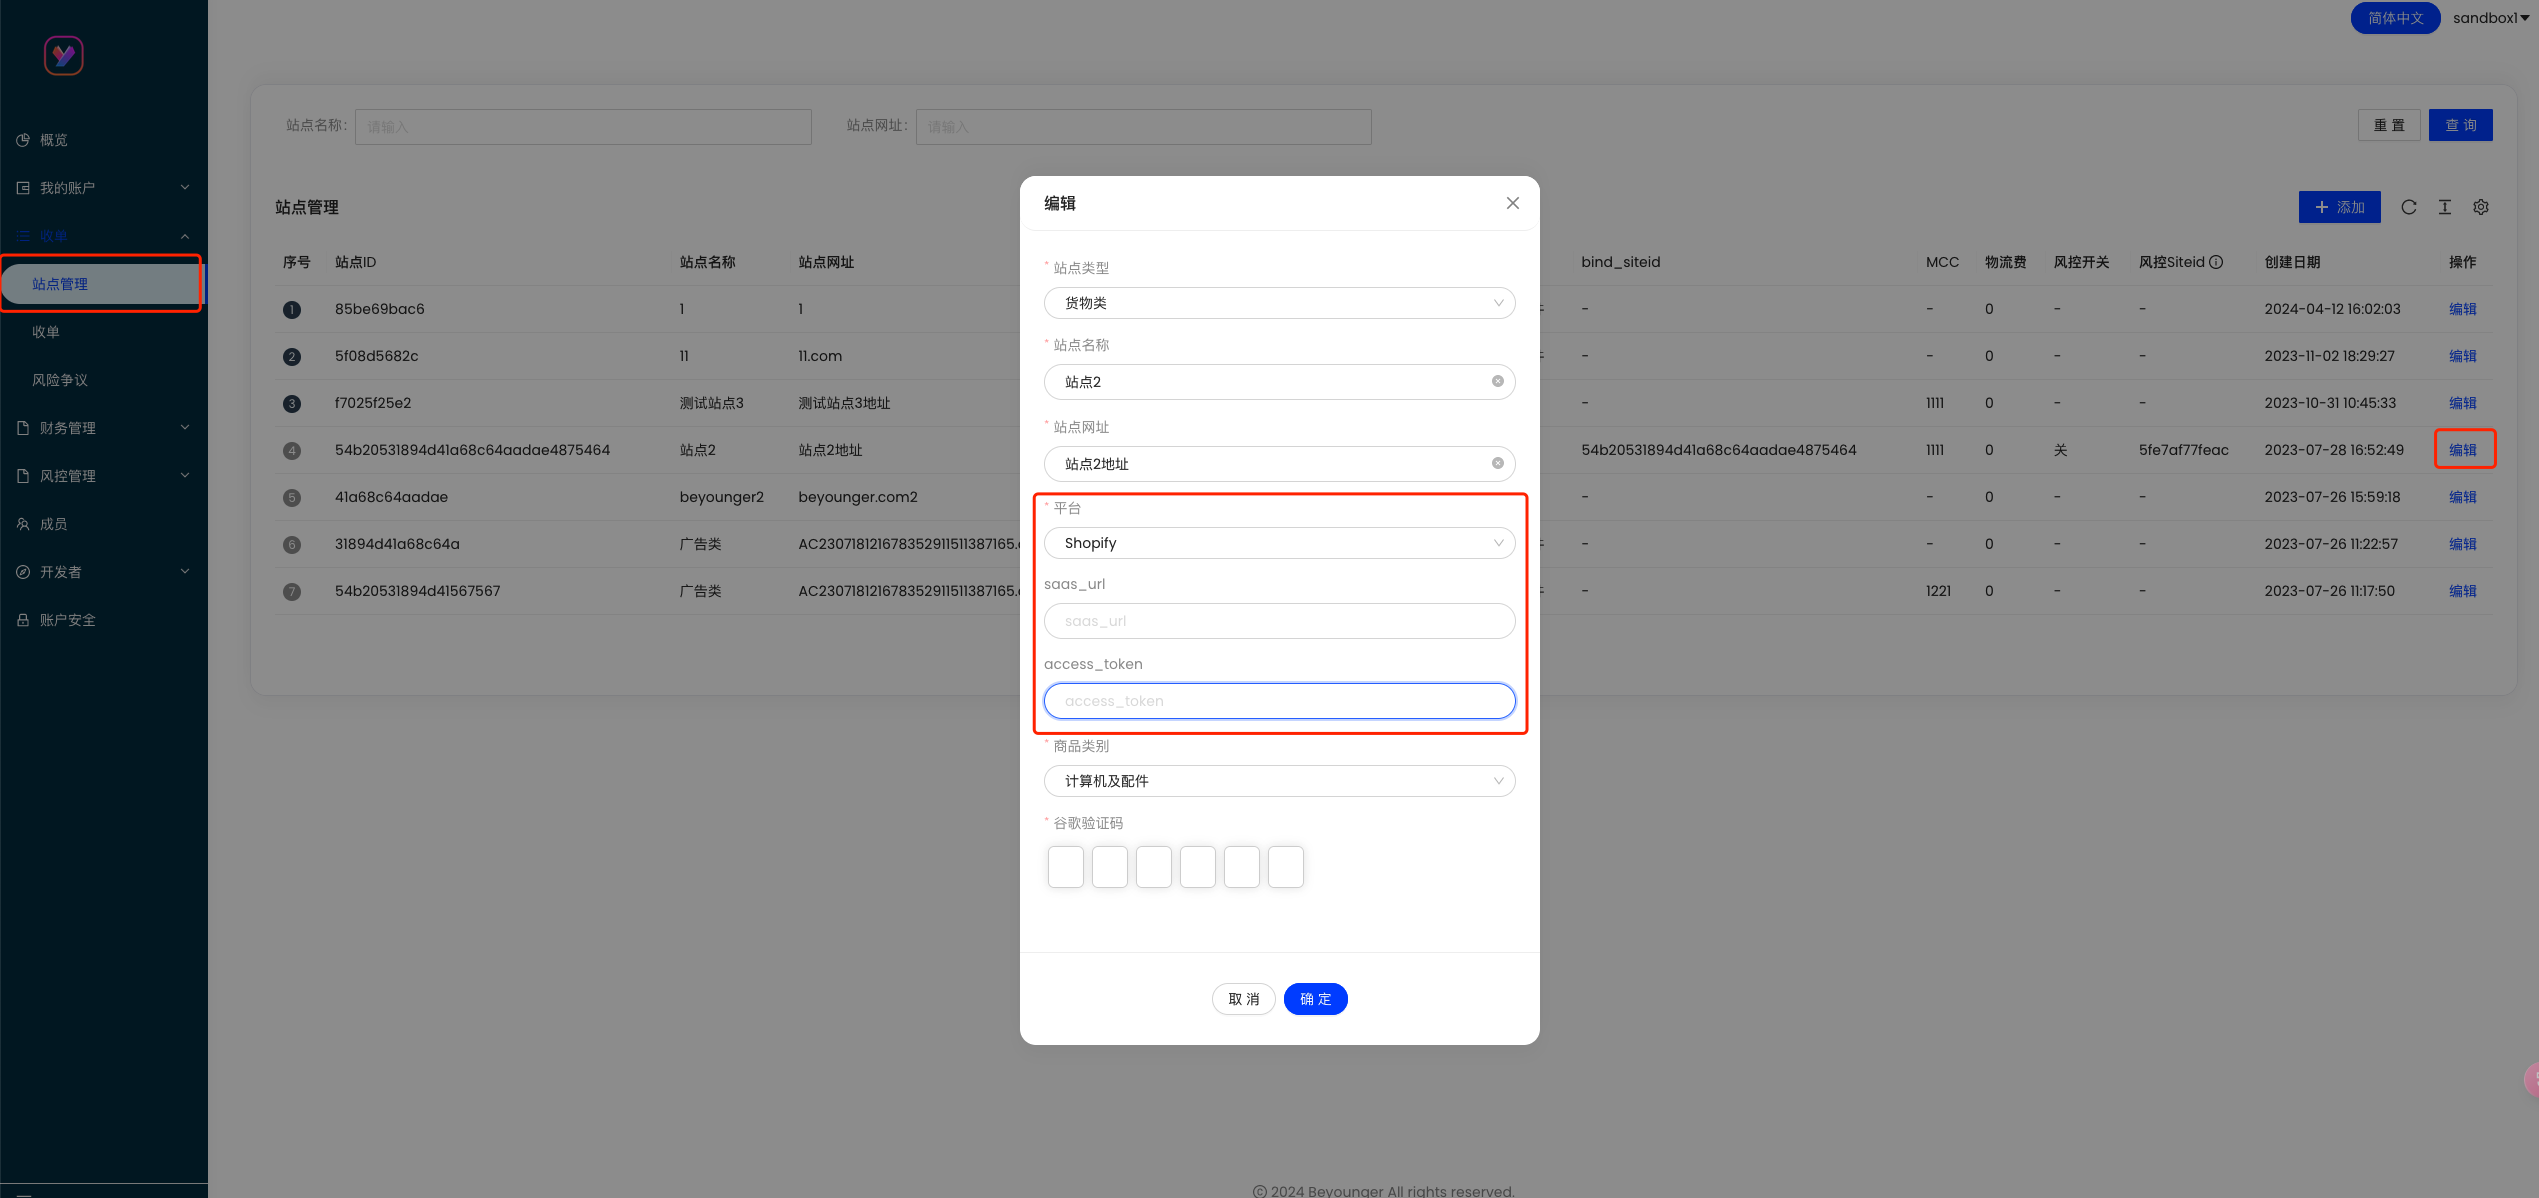 简体中文 sandbox1
概览
我的账户
收单
站点管理
收单
风险争议
财务管理
风控管理
成员
开发者
账户安全
站点名称: 请输入 站点网址: 请输入 重 置 查 询
站点管理 添加
序号 站点ID 站点名称 站点网址 bind_siteid MCC 物流费 风控开关 风控Siteid 创建日期 操作
1 85be69bac6 1 1 - - 0 - - 2024-04-12 16:02:03 编辑
2 5f08d5682c 11 11.com - - 0 - - 2023-11-02 18:29:27 编辑
3 f7025f25e2 测试站点3 测试站点3地址 - 1111 0 - - 2023-10-31 10:45:33 编辑
4 54b20531894d41a68c64aadae4875464 站点2 站点2地址 54b20531894d41a68c64aadae4875464 1111 0 关 5fe7af77feac 2023-07-28 16:52:49 编辑
5 41a68c64aadae beyounger2 beyounger.com2 - - 0 - - 2023-07-26 15:59:18 编辑
6 31894d41a68c64a 广告类 AC230718121678352911511387165. - - 0 - - 2023-07-26 11:22:57 编辑
7 54b20531894d41567567 广告类 AC230718121678352911511387165. - 1221 0 - - 2023-07-26 11:17:50 编辑
编辑
* 站点类型
货物类
* 站点名称
站点2
* 站点网址
站点2地址
* 平台
Shopify
saas_url
saas_url
access_token
access_token
* 商品类别
计算机及配件
* 谷歌验证码
取 消 确 定
© 2024 Beyounger All rights reserved.